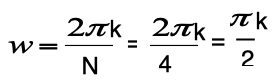 w = 2πk/N = 2πk/4 = πk/2